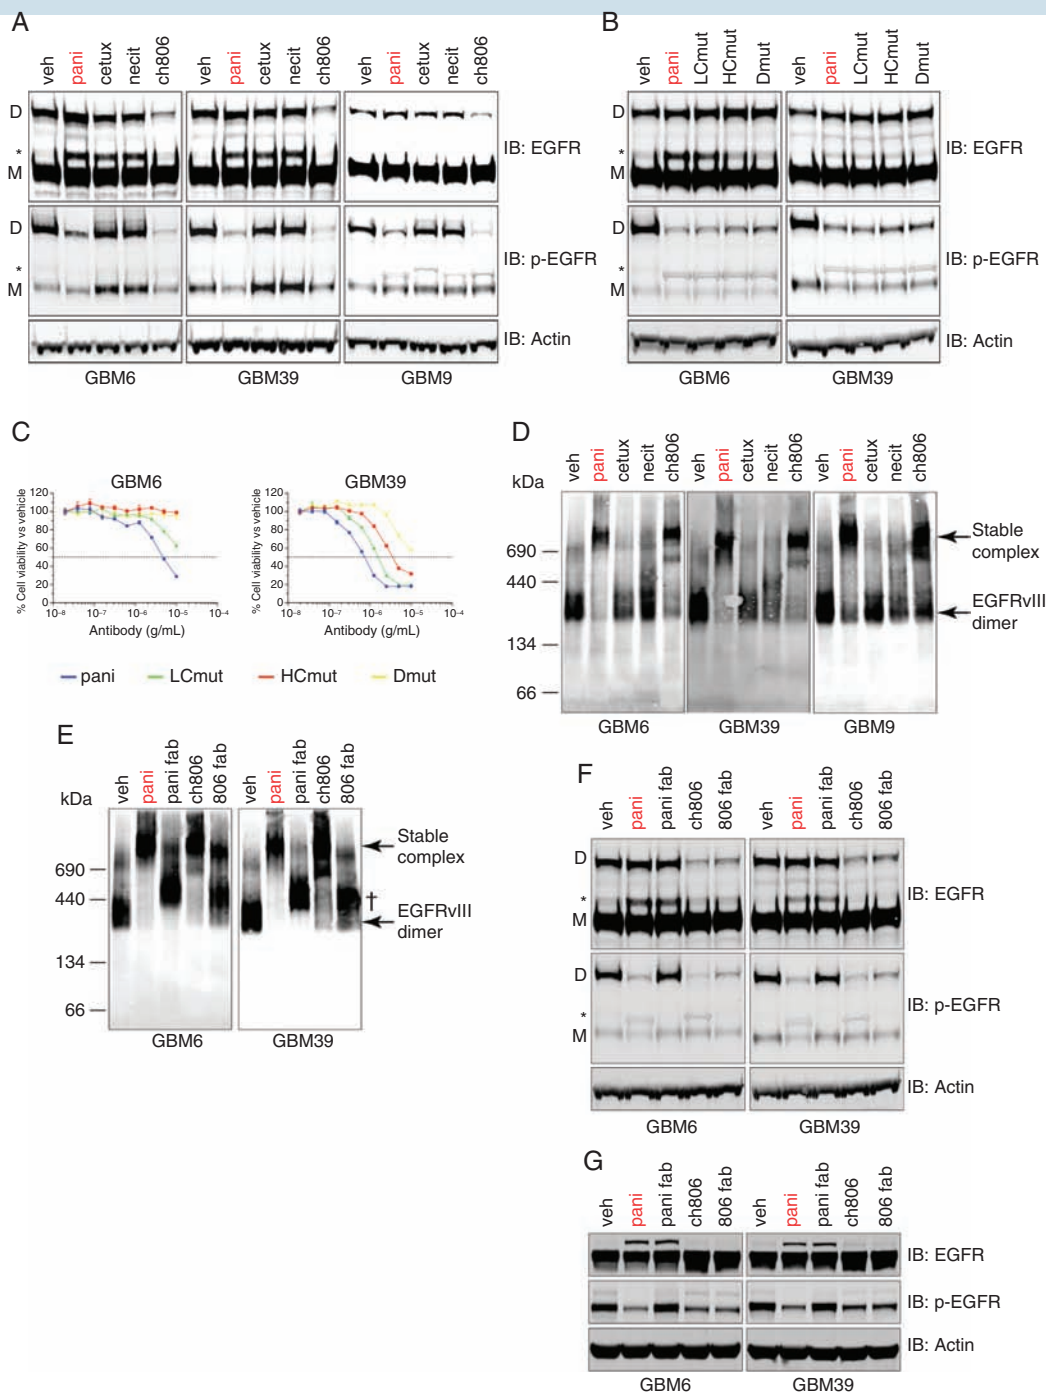 A
veh pani cetux necit ch806 veh pani cetux necit ch806 veh pani cetux necit ch806
D
*
M
IB: EGFR
D
*
M
IB: p-EGFR
IB: Actin
GBM6 GBM39 GBM9
B
veh pani LCmut HCmut Dmut veh pani LCmut HCmut Dmut
D
*
M
IB: EGFR
D
*
M
IB: p-EGFR
IB: Actin
GBM6 GBM39
C
GBM6
% Cell viability vs vehicle
120
100
80
60
40
20
0
10–8 10–7 10–6 10–5 10–4
Antibody (g/mL)
GBM39
% Cell viability vs vehicle
120
100
80
60
40
20
0
10–8 10–7 10–6 10–5 10–4
Antibody (g/mL)
pani LCmut HCmut Dmut
D
kDa
veh pani cetux necit ch806 veh pani cetux necit ch806 veh pani cetux necit ch806
690
440
134
66
Stable
complex
EGFRvIII
dimer
GBM6 GBM39 GBM9
E
kDa
veh pani pani fab ch806 806 fab veh pani pani fab ch806 806 fab
690
440
134
66
Stable
complex
†
EGFRvIII
dimer
GBM6 GBM39
F
veh pani pani fab ch806 806 fab veh pani pani fab ch806 806 fab
D
*
M
IB: EGFR
D
*
M
IB: p-EGFR
IB: Actin
GBM6 GBM39
G
veh pani pani fab ch806 806 fab veh pani pani fab ch806 806 fab
IB: EGFR
IB: p-EGFR
IB: Actin
GBM6 GBM39